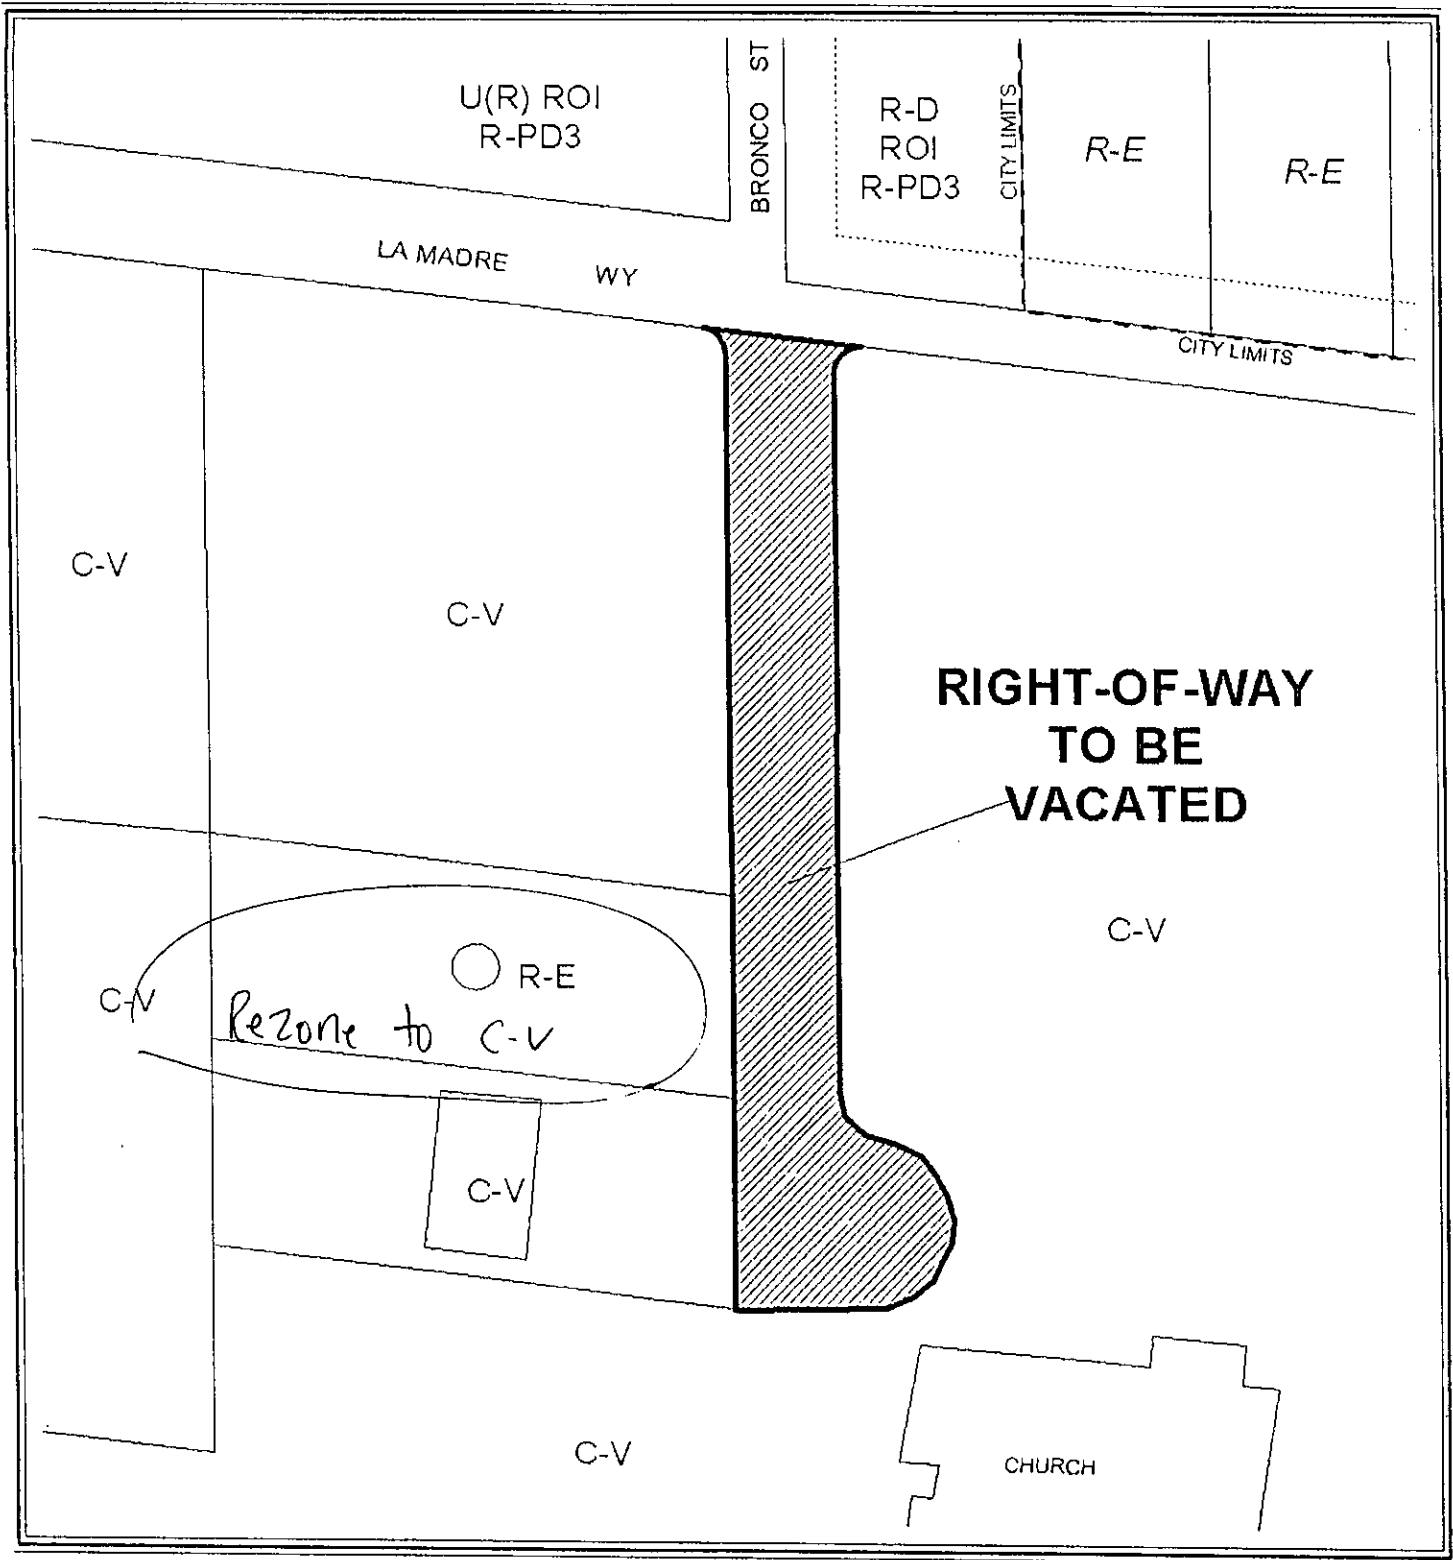 U(R) ROI
R-PD3
BRONCO ST
R-D
ROI
R-PD3
CITY LIMITS
R-E
R-E
LA MADRE WY
CITY LIMITS
C-V
C-V
RIGHT-OF-WAY
TO BE
VACATED
C-V
R-E
C-V
Rezone to C-V
C-V
C-V
CHURCH